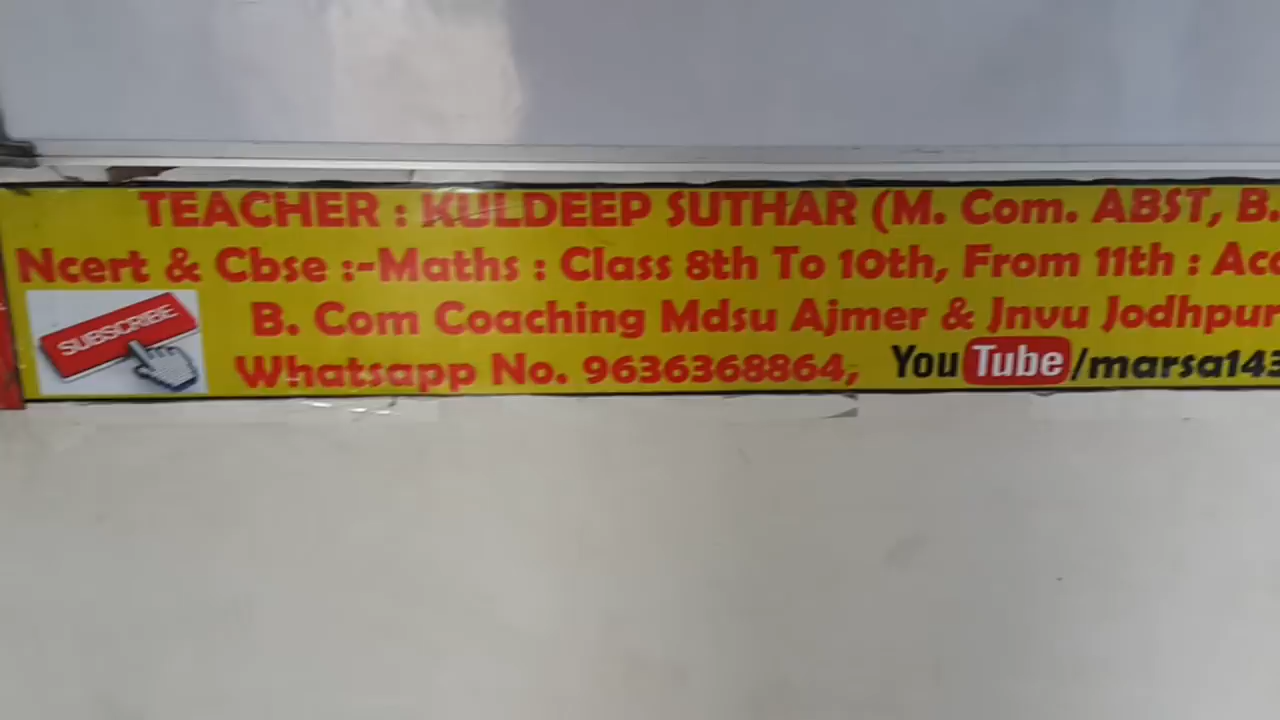 TEACHER : KULDEEP SUTHAR (M. Com. ABST, B.
Ncert & Cbse :-Maths : Class 8th To 10th, From 11th : Acc
SUBSCRIBE
B. Com Coaching Mdsu Ajmer & Jnvu Jodhpur
Whatsapp No. 9636368864, YouTube/marsa143